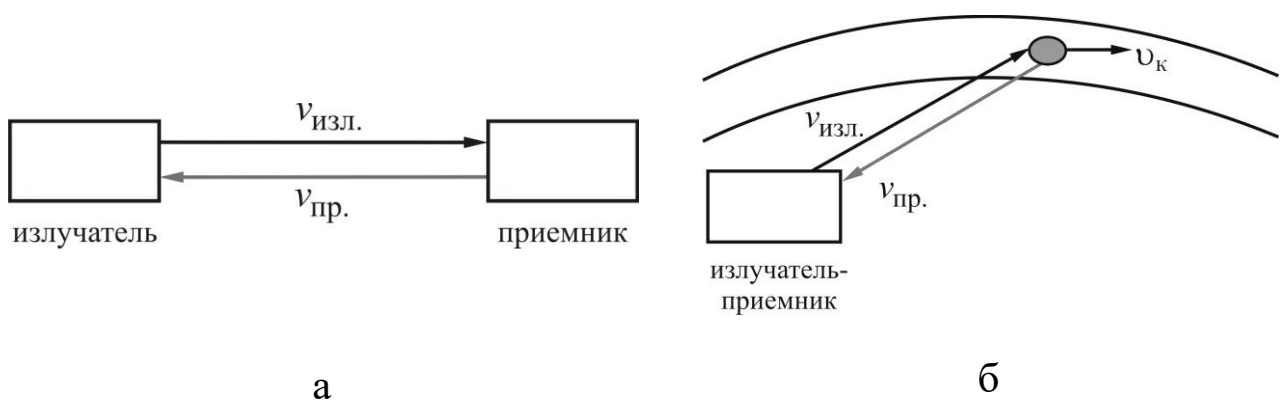 νизл.
νпр.
излучатель
приемник
а
υк
νизл.
νпр.
излучатель-
приемник
б